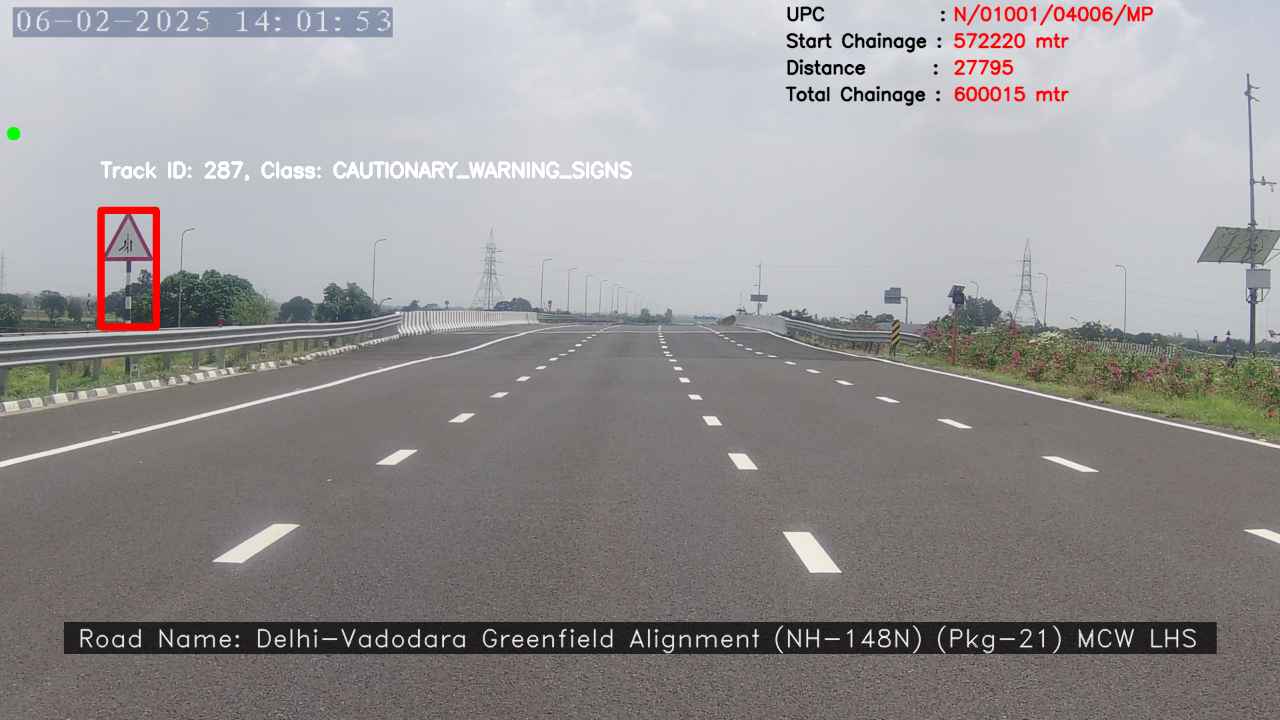 06-02-2025 14:01:53
UPC : N/01001/04006/MP
Start Chainage : 572220 mtr
Distance : 27795
Total Chainage : 600015 mtr
Track ID: 287, Class: CAUTIONARY_WARNING_SIGNS
Road Name: Delhi-Vadodara Greenfield Alignment (NH-148N) (Pkg-21) MCW LHS